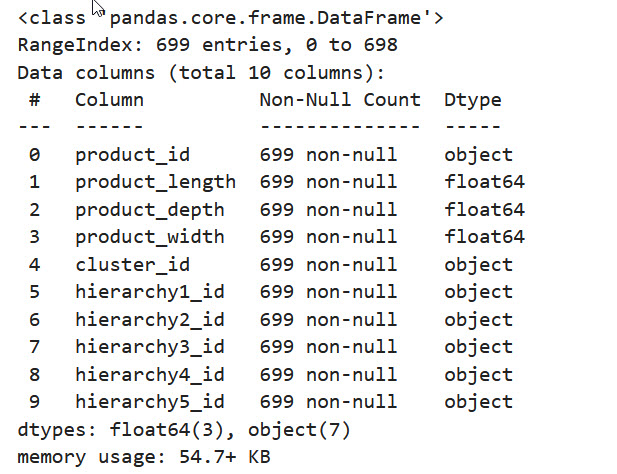 <class 'pandas.core.frame.DataFrame'>
RangeIndex: 699 entries, 0 to 698
Data columns (total 10 columns):
 #   Column          Non-Null Count  Dtype
---  ------          --------------  -----
 0   product_id      699 non-null    object
 1   product_length  699 non-null    float64
 2   product_depth   699 non-null    float64
 3   product_width   699 non-null    float64
 4   cluster_id      699 non-null    object
 5   hierarchy1_id   699 non-null    object
 6   hierarchy2_id   699 non-null    object
 7   hierarchy3_id   699 non-null    object
 8   hierarchy4_id   699 non-null    object
 9   hierarchy5_id   699 non-null    object
dtypes: float64(3), object(7)
memory usage: 54.7+ KB